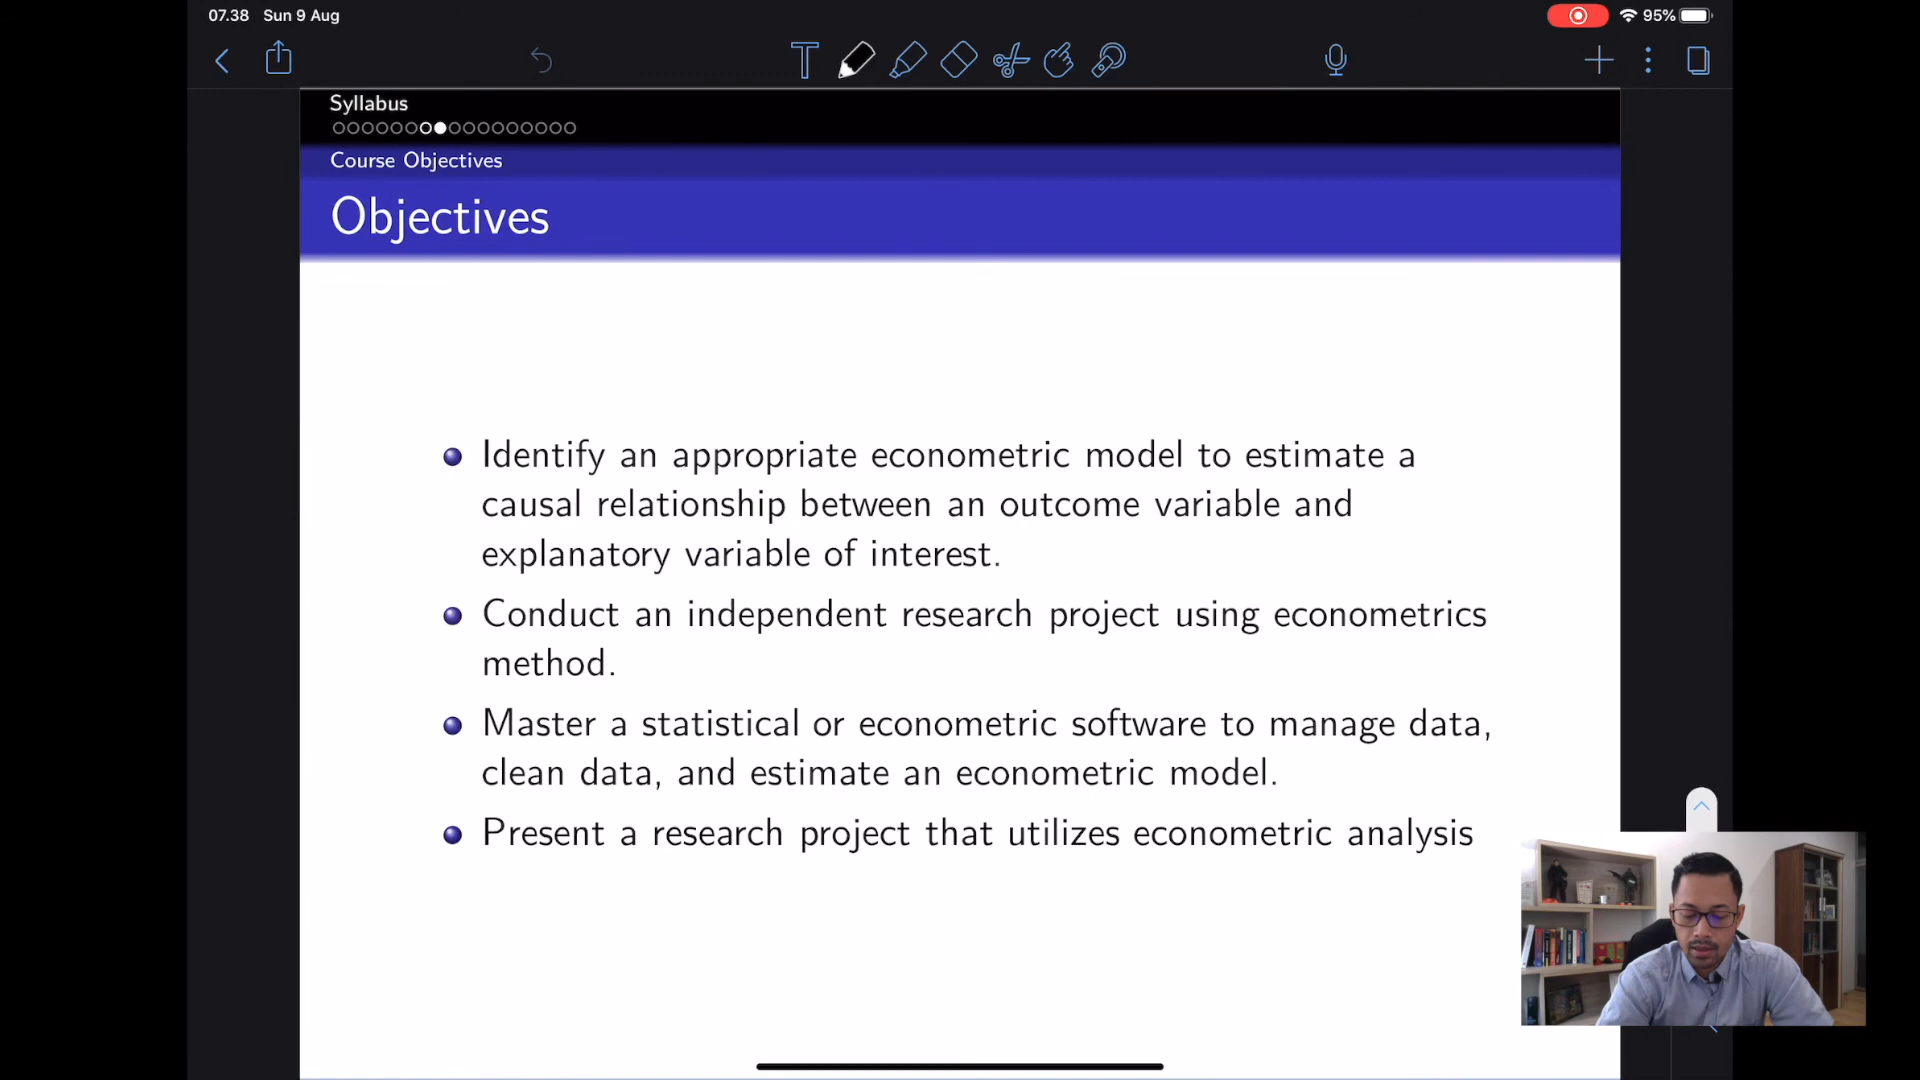 07.38 Sun 9 Aug
95%
Syllabus
Course Objectives
Objectives
Identify an appropriate econometric model to estimate a
causal relationship between an outcome variable and
explanatory variable of interest.
Conduct an independent research project using econometrics
method.
Master a statistical or econometric software to manage data,
clean data, and estimate an econometric model.
Present a research project that utilizes econometric analysis